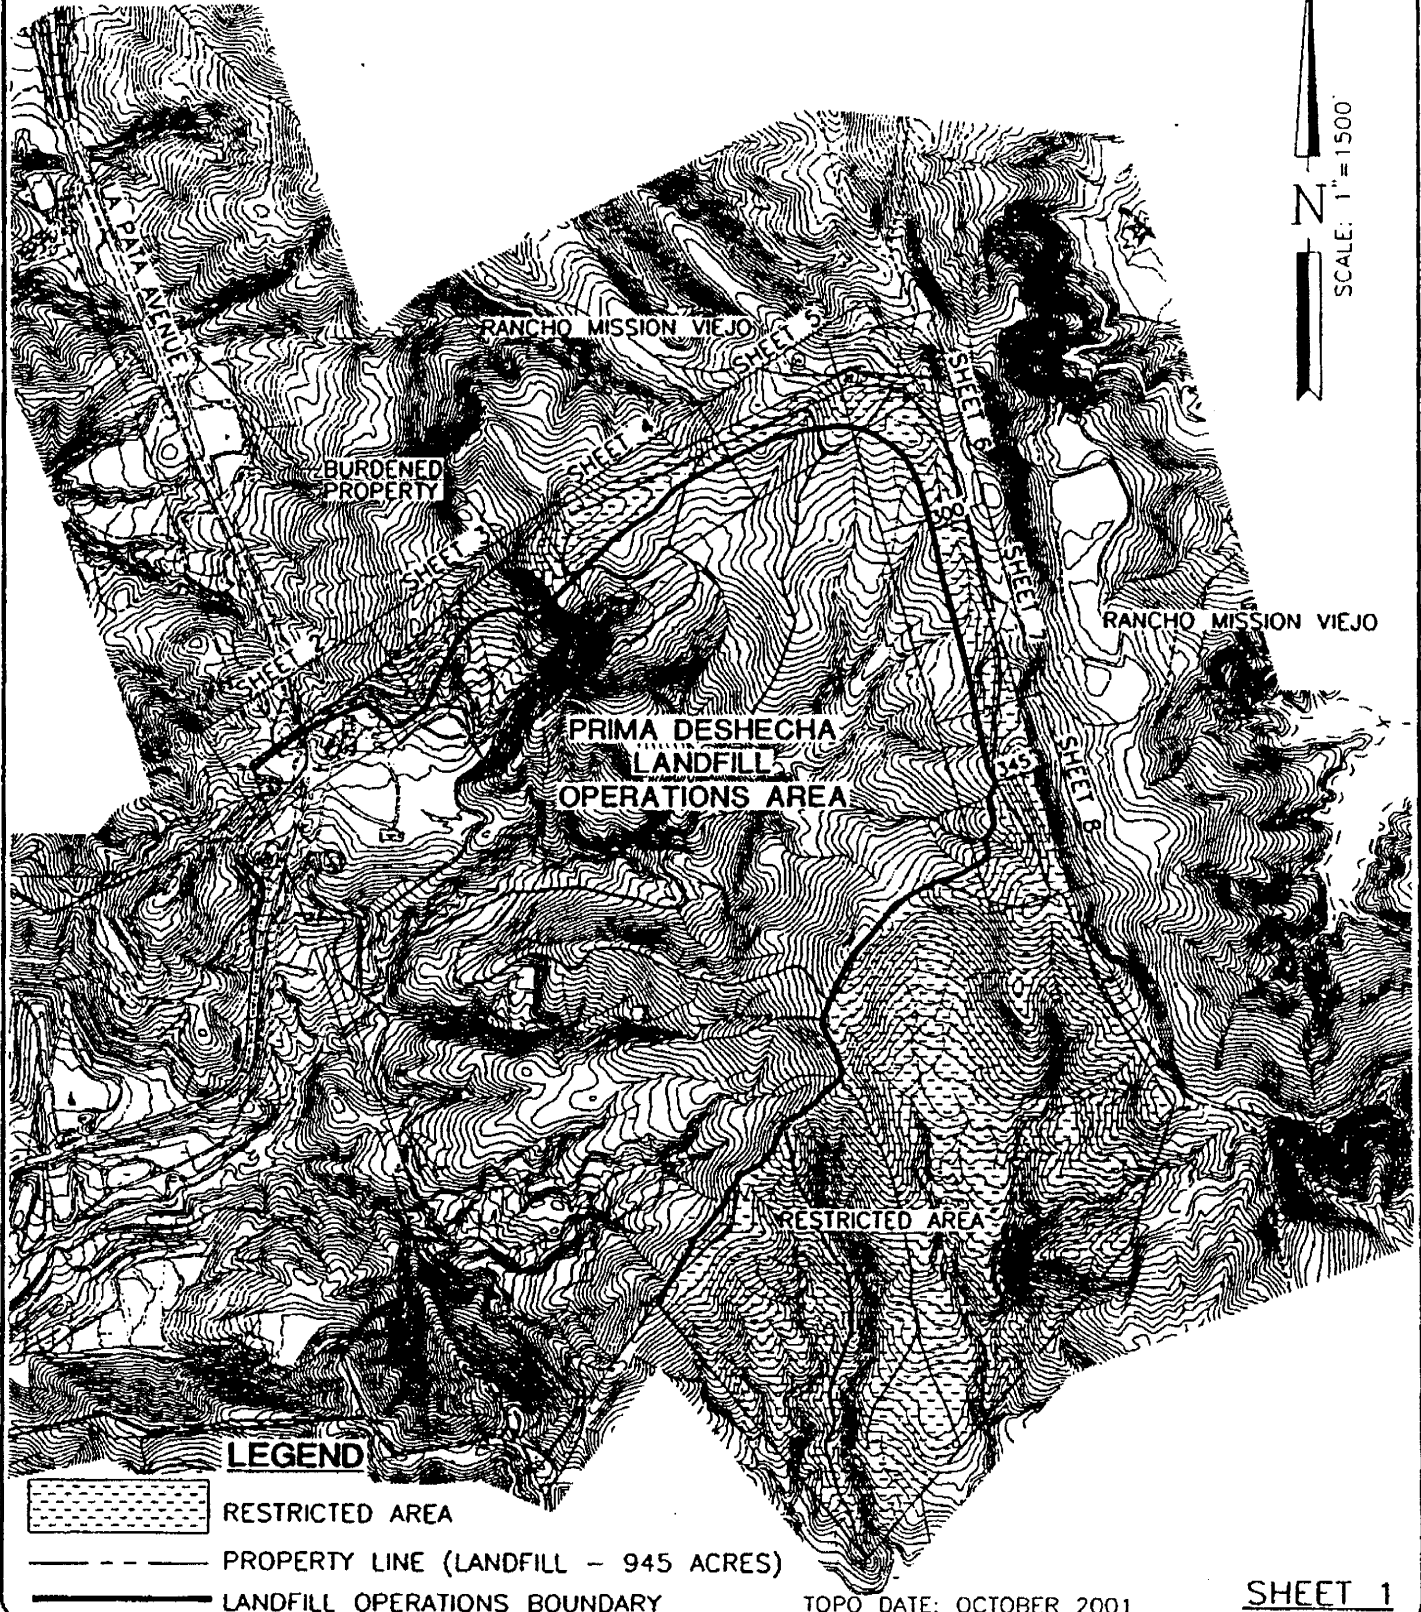 N
SCALE: 1"=1500'
LA PATA AVENUE
RANCHO MISSION VIEJO
SHEET 5
SHEET 6
SHEET 4
BURDENED
PROPERTY
SHEET 3
SHEET 7
RANCHO MISSION VIEJO
SHEET 2
PRIMA DESHECHA
LANDFILL
OPERATIONS AREA
345
SHEET 8
RESTRICTED AREA
LEGEND
RESTRICTED AREA
PROPERTY LINE (LANDFILL - 945 ACRES)
LANDFILL OPERATIONS BOUNDARY
TOPO DATE: OCTOBER 2001
SHEET 1